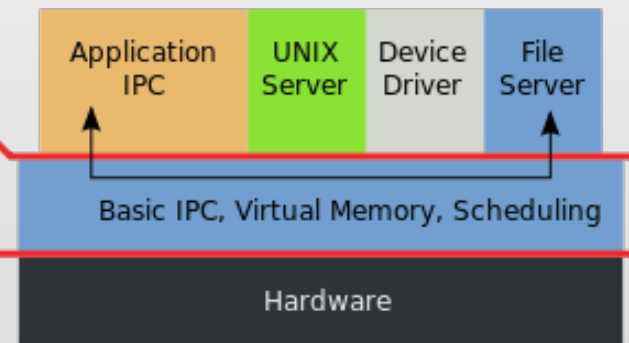 Application
IPC
UNIX
Server
Device
Driver
File
Server
Basic IPC, Virtual Memory, Scheduling
Hardware